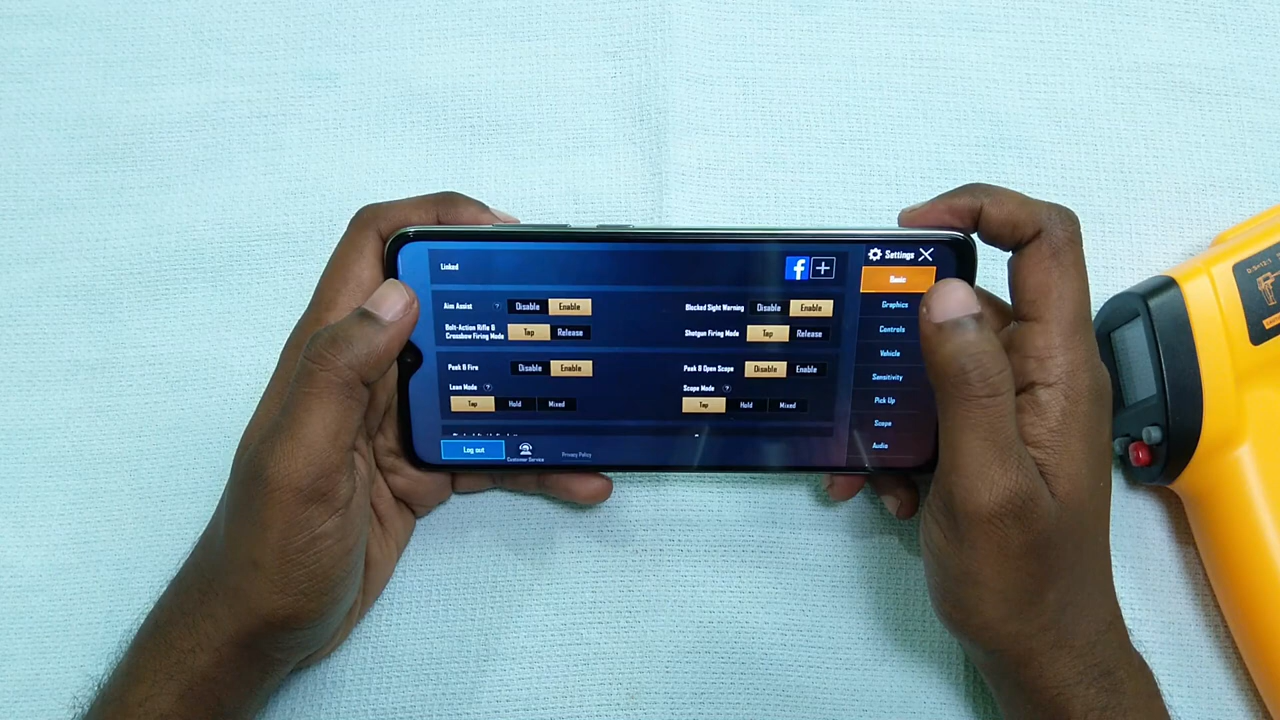 Linked
Settings
Basic
Aim Assist ? Disable Enable
Blocked Sight Warning Disable Enable
Graphics
Bolt-Action Rifle &
Crossbow Firing Mode Tap Release
Shotgun Firing Mode Tap Release
Controls
Vehicle
Peek & Fire Disable Enable
Peek & Open Scope Disable Enable
Sensitivity
Lean Mode ?
Scope Mode ?
Tap Hold Mixed
Tap Hold Mixed
Pick Up
Scope
Audio
Log out
Customer Service
Privacy Policy